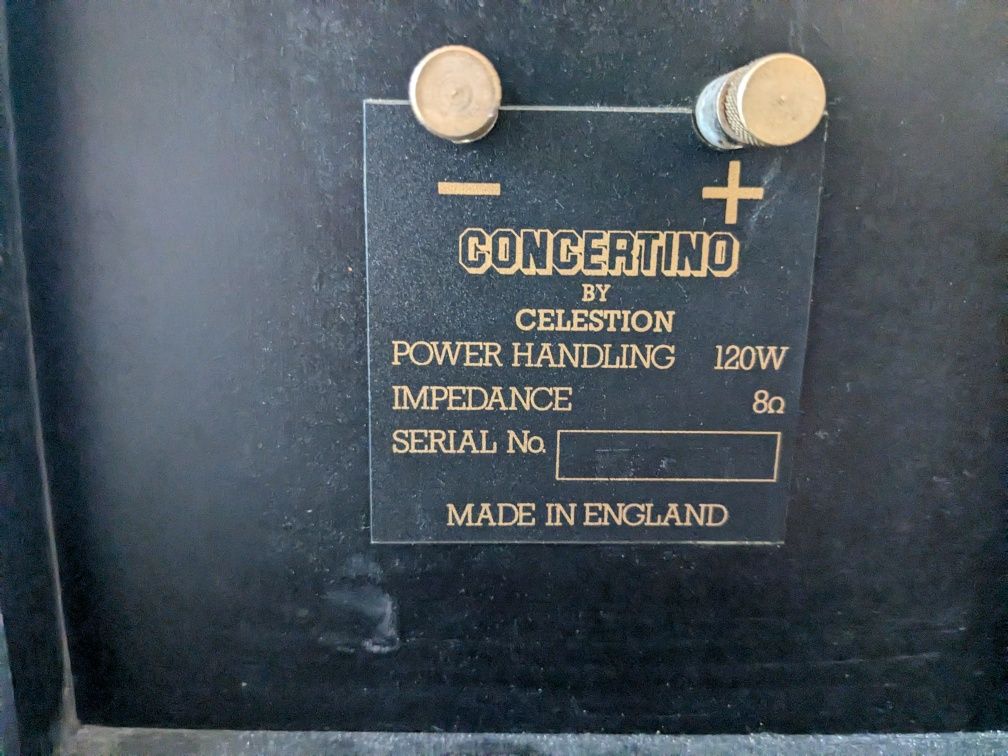 − +
CONCERTINO
BY
CELESTION
POWER HANDLING 120W
IMPEDANCE 8Ω
SERIAL No.
MADE IN ENGLAND